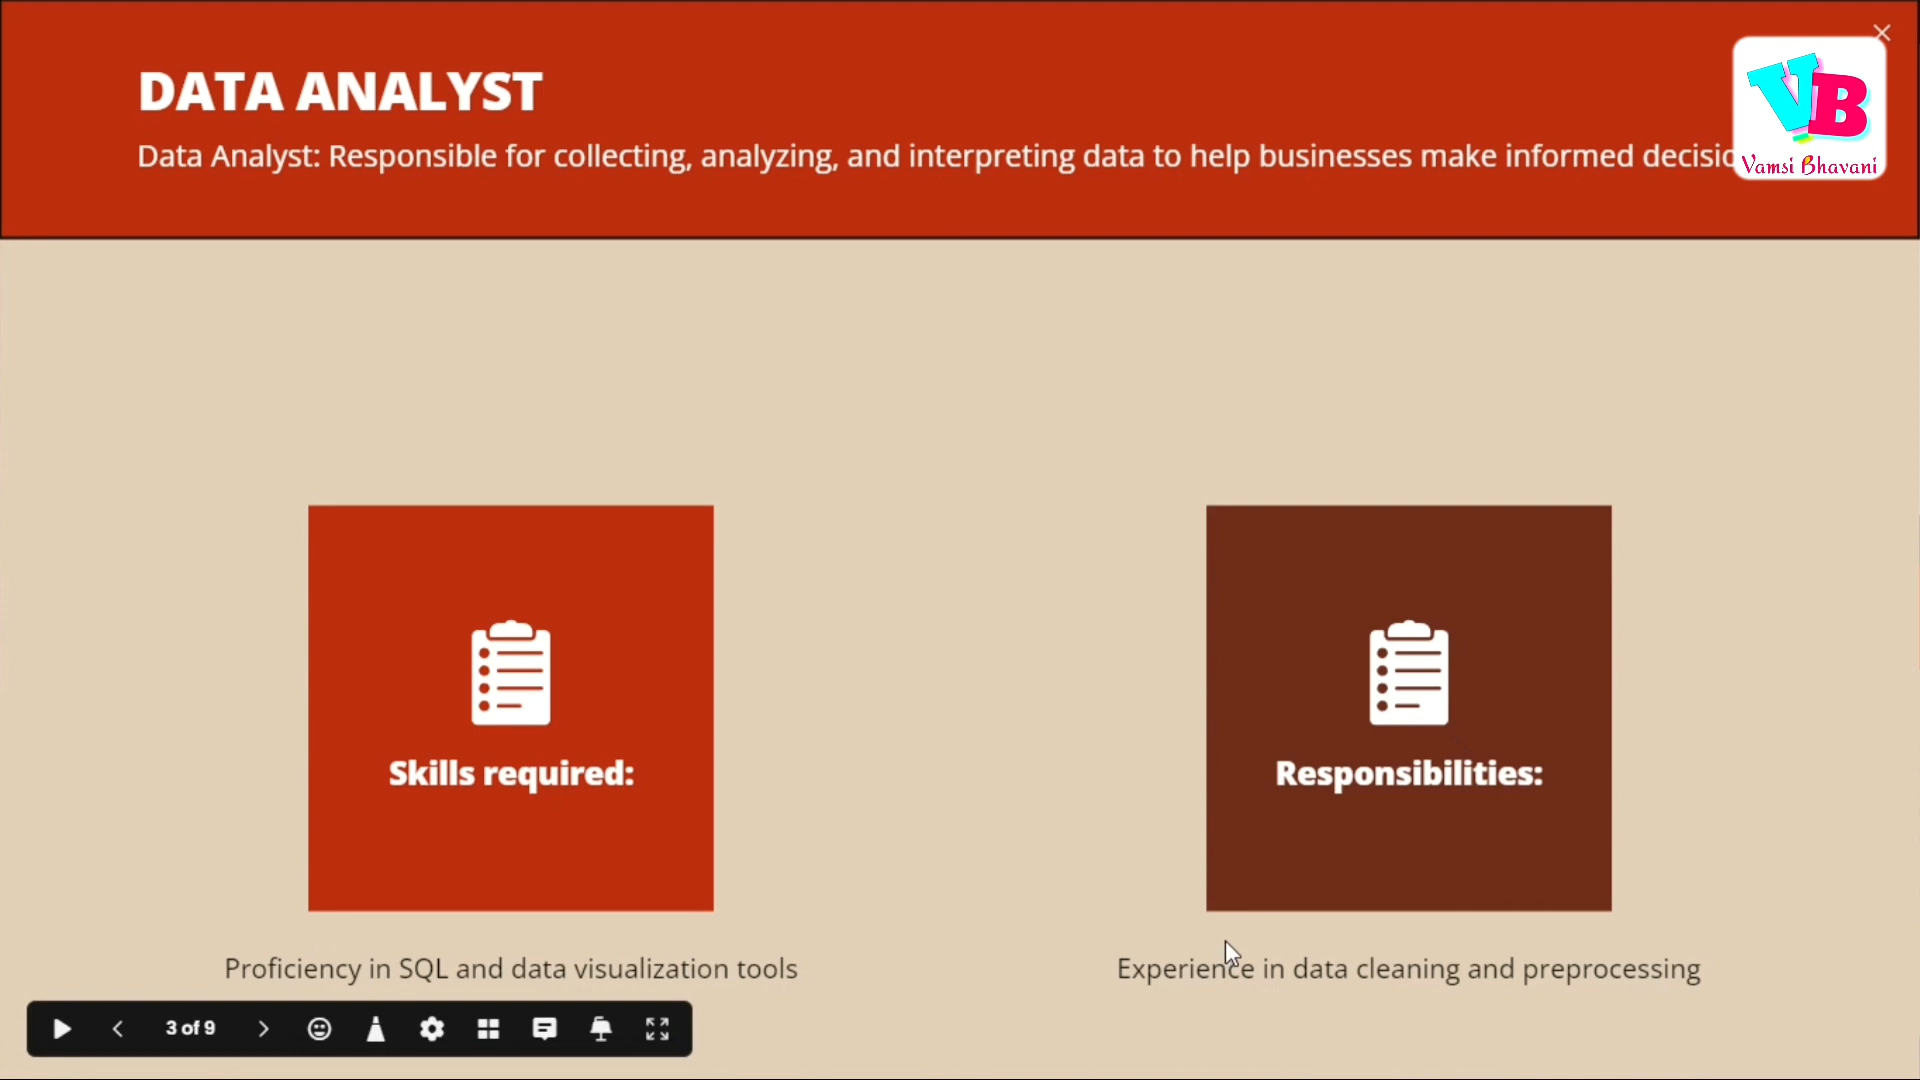 DATA ANALYST
Data Analyst: Responsible for collecting, analyzing, and interpreting data to help businesses make informed
VB
Vamsi Bhavani
Skills required:
Responsibilities:
Proficiency in SQL and data visualization tools
Experience in data cleaning and preprocessing
3 of 9